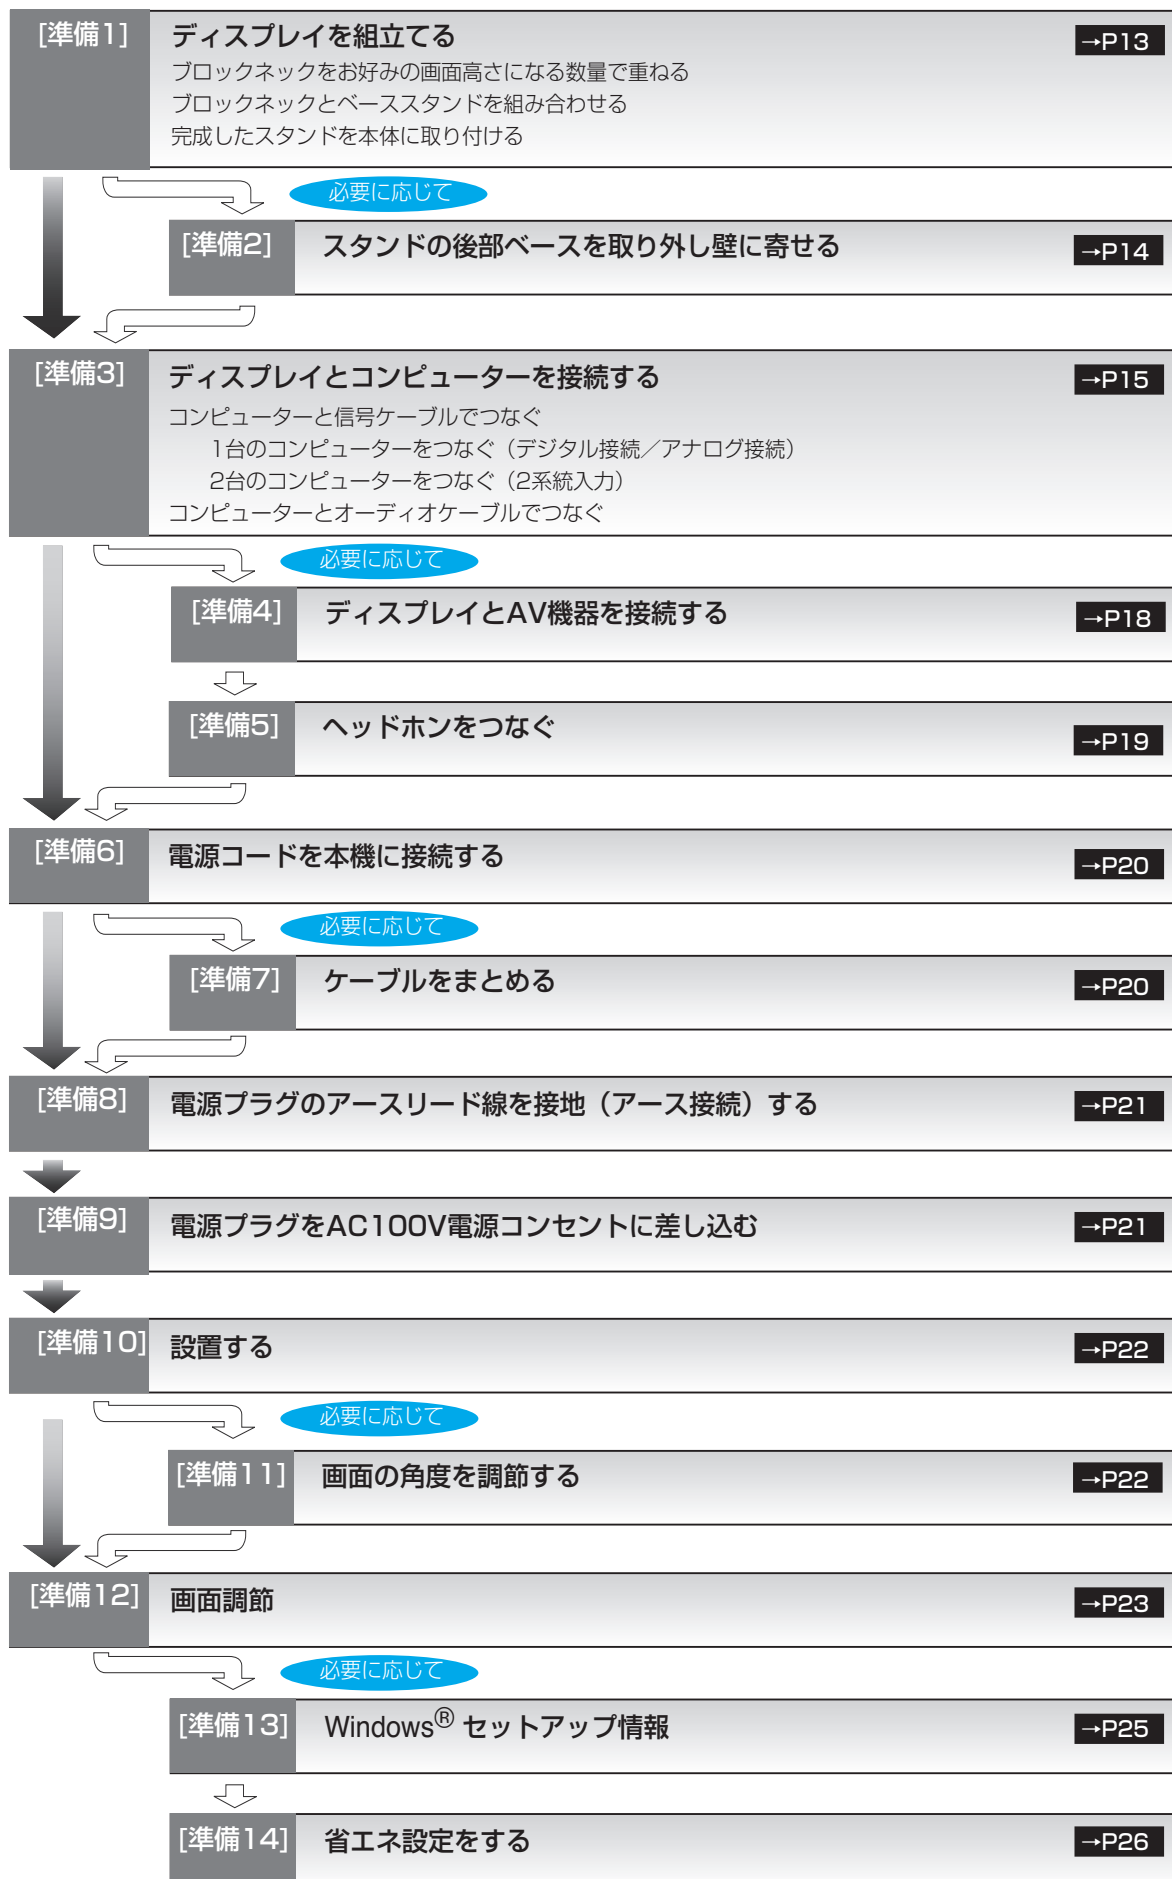 [準備1] ディスプレイを組立てる →P13
ブロックネックをお好みの画面高さになる数量で重ねる
ブロックネックとベーススタンドを組み合わせる
完成したスタンドを本体に取り付ける
必要に応じて
[準備2] スタンドの後部ベースを取り外し壁に寄せる →P14
[準備3] ディスプレイとコンピューターを接続する →P15
コンピューターと信号ケーブルでつなぐ
1台のコンピューターをつなぐ（デジタル接続／アナログ接続）
2台のコンピューターをつなぐ（2系統入力）
コンピューターとオーディオケーブルでつなぐ
必要に応じて
[準備4] ディスプレイとAV機器を接続する →P18
[準備5] ヘッドホンをつなぐ →P19
[準備6] 電源コードを本機に接続する →P20
必要に応じて
[準備7] ケーブルをまとめる →P20
[準備8] 電源プラグのアースリード線を接地（アース接続）する →P21
[準備9] 電源プラグをAC100V電源コンセントに差し込む →P21
[準備10] 設置する →P22
必要に応じて
[準備11] 画面の角度を調節する →P22
[準備12] 画面調節 →P23
必要に応じて
[準備13] Windows® セットアップ情報 →P25
[準備14] 省エネ設定をする →P26